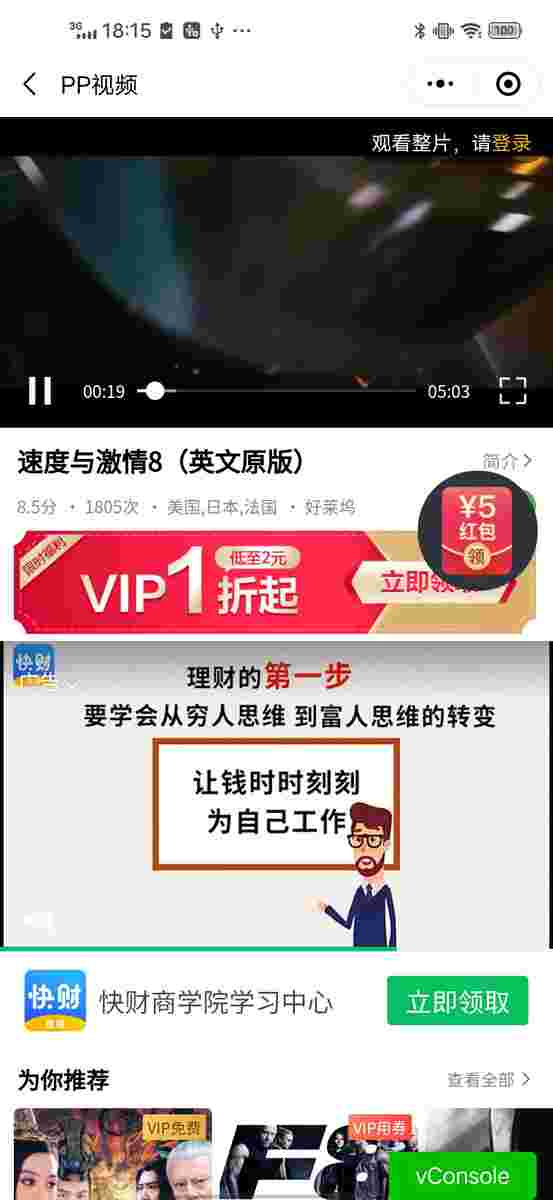 3G 18:15 100
PP视频
观看整片，请登录
00:19
05:03
速度与激情8（英文原版）
简介
8.5分 · 1805次 · 美国,日本,法国 · 好莱坞
¥5
红包
领
限时福利
VIP1折起
低至2元
立即领取
快财
广告
理财的第一步
要学会从穷人思维 到富人思维的转变
让钱时时刻刻
为自己工作
快财
快财商学院学习中心
立即领取
为你推荐
查看全部
VIP免费
VIP用券
F8
vConsole